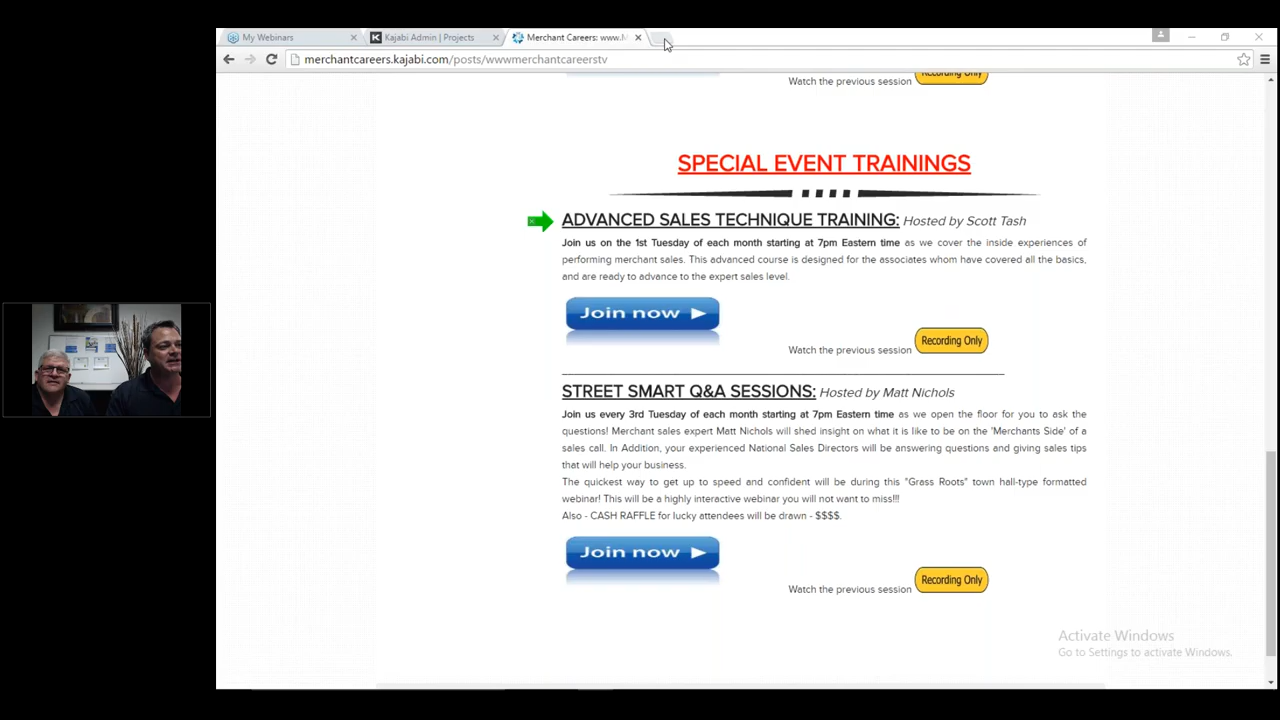 My Webinars
Kajabi Admin | Projects
Merchant Careers: www.M
merchantcareers.kajabi.com/posts/wwwmerchantcareerstv
Watch the previous session Recording Only
SPECIAL EVENT TRAININGS
ADVANCED SALES TECHNIQUE TRAINING: Hosted by Scott Tash
Join us on the 1st Tuesday of each month starting at 7pm Eastern time as we cover the inside experiences of
performing merchant sales. This advanced course is designed for the associates whom have covered all the basics,
and are ready to advance to the expert sales level.
Join now
Watch the previous session Recording Only
STREET SMART Q&A SESSIONS: Hosted by Matt Nichols
Join us every 3rd Tuesday of each month starting at 7pm Eastern time as we open the floor for you to ask the
questions! Merchant sales expert Matt Nichols will shed insight on what it is like to be on the 'Merchants Side' of a
sales call. In Addition, your experienced National Sales Directors will be answering questions and giving sales tips
that will help your business.
The quickest way to get up to speed and confident will be during this "Grass Roots" town hall-type formatted
webinar! This will be a highly interactive webinar you will not want to miss!!!
Also - CASH RAFFLE for lucky attendees will be drawn - $$$$.
Join now
Watch the previous session Recording Only
Activate Windows
Go to Settings to activate Windows.